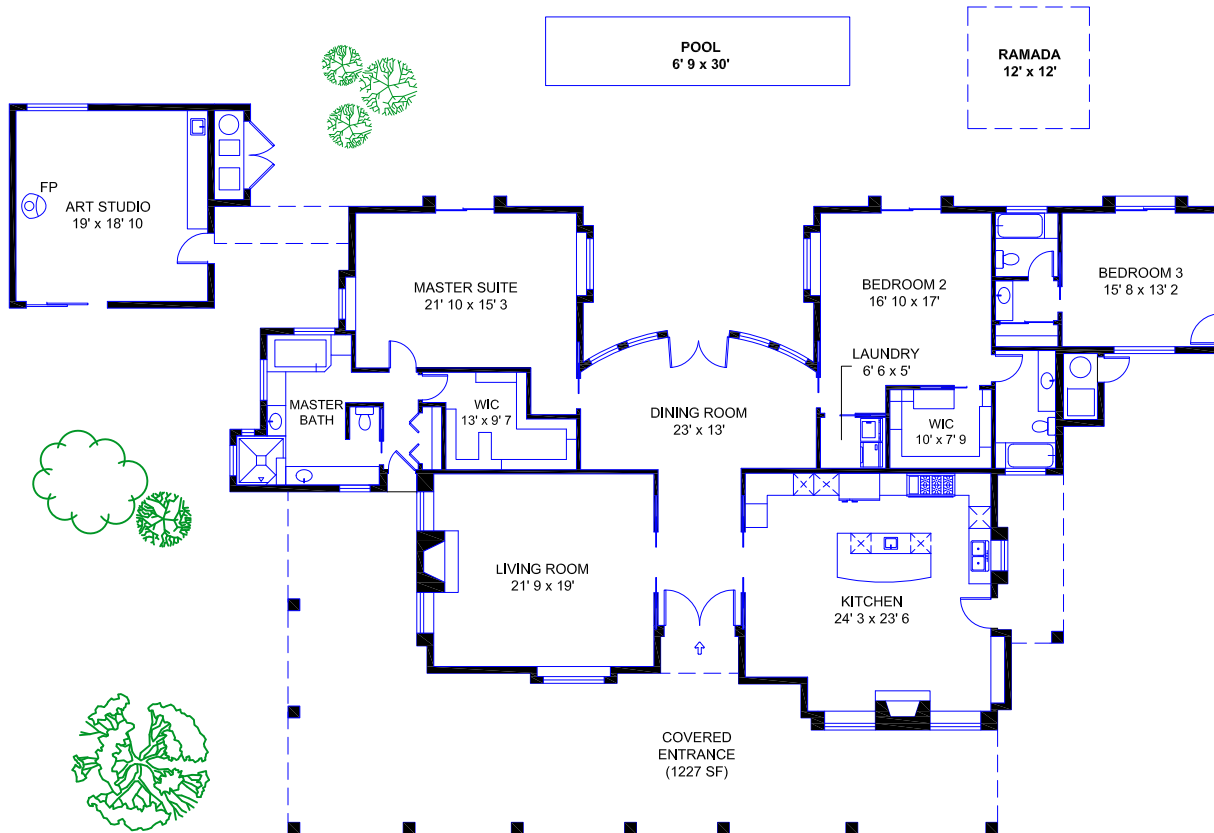 POOL
6' 9 x 30'
RAMADA
12' x 12'
FP
ART STUDIO
19' x 18' 10
MASTER SUITE
21' 10 x 15' 3
BEDROOM 2
16' 10 x 17'
BEDROOM 3
15' 8 x 13' 2
LAUNDRY
6' 6 x 5'
MASTER
BATH
WIC
13' x 9' 7
DINING ROOM
23' x 13'
WIC
10' x 7' 9
LIVING ROOM
21' 9 x 19'
KITCHEN
24' 3 x 23' 6
COVERED
ENTRANCE
(1227 SF)